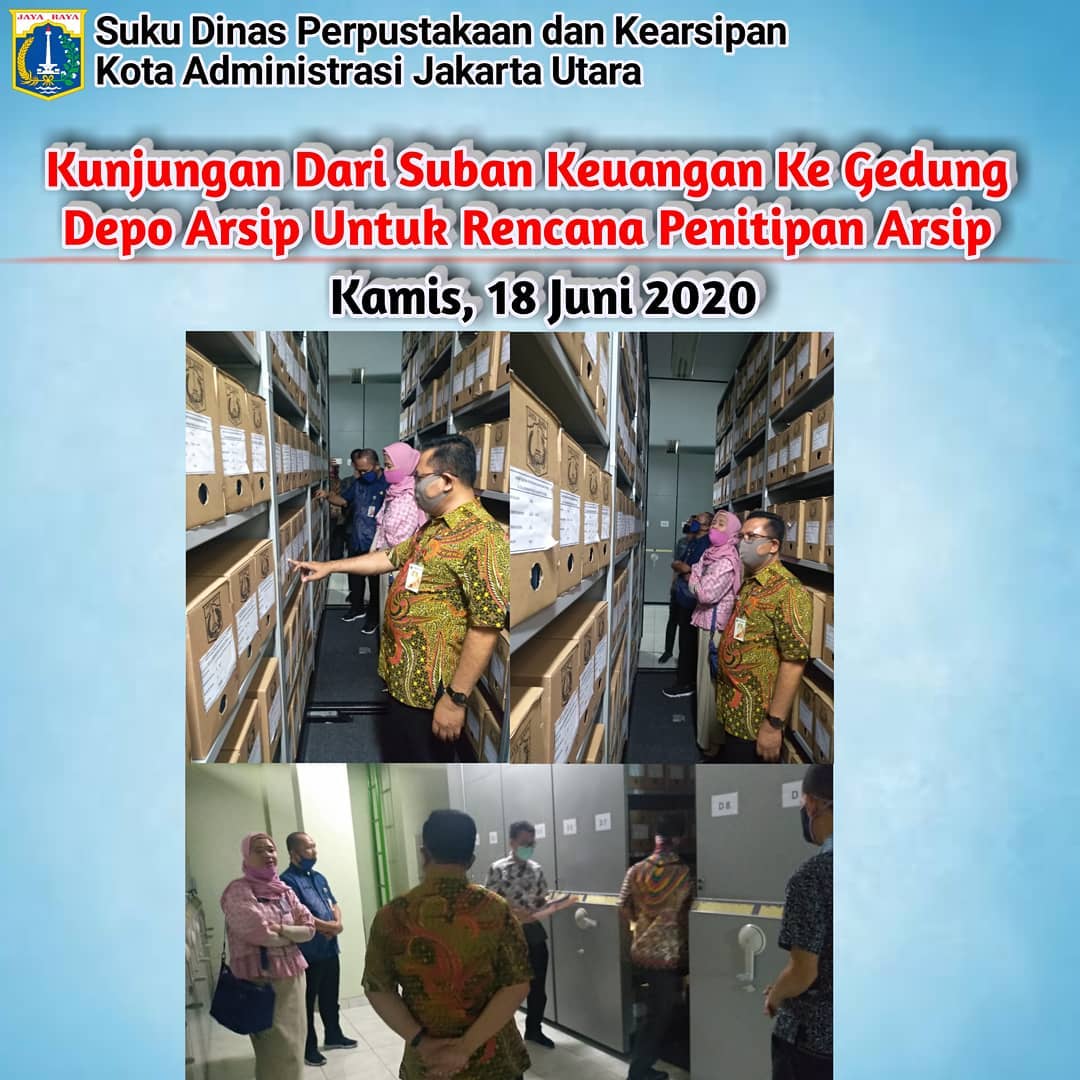 JAYA RAYA
Suku Dinas Perpustakaan dan Kearsipan
Kota Administrasi Jakarta Utara
Kunjungan Dari Suban Keuangan Ke Gedung
Depo Arsip Untuk Rencana Penitipan Arsip
Kamis, 18 Juni 2020
D7
D8
D